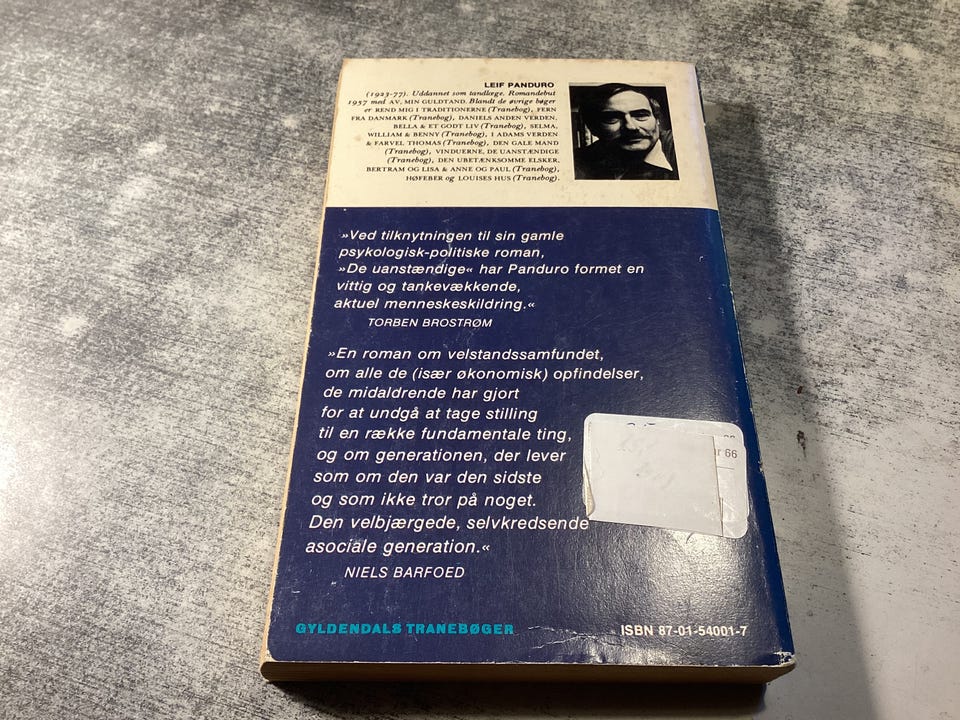 LEIF PANDURO
(1923-77). Uddannet som tandlæge. Romandebut
1957 med AV, MIN GULDTAND. Blandt de øvrige bøger
er REND MIG I TRADITIONERNE (Tranebog), FERN
FRA DANMARK (Tranebog), DANIELS ANDEN VERDEN,
BELLA & ET GODT LIV (Tranebog), SELMA,
WILLIAM & BENNY (Tranebog), I ADAMS VERDEN
& FARVEL THOMAS (Tranebog), DEN GALE MAND
(Tranebog), VINDUERNE, DE UANSTÆNDIGE
(Tranebog), DEN UBETÆNKSOMME ELSKER,
BERTRAM OG LISA & ANNE OG PAUL (Tranebog),
HØFEBER og LOUISES HUS (Tranebog).
»Ved tilknytningen til sin gamle
psykologisk-politiske roman,
»De uanstændige« har Panduro formet en
vittig og tankevækkende,
aktuel menneskeskildring.«
TORBEN BROSTRØM
»En roman om velstandssamfundet,
om alle de (især økonomisk) opfindelser,
de midaldrende har gjort
for at undgå at tage stilling
til en række fundamentale ting,
og om generationen, der lever
som om den var den sidste
og som ikke tror på noget.
Den velbjærgede, selvkredsende
asociale generation.«
NIELS BARFOED
66
GYLDENDALS TRANEBØGER
ISBN 87-01-54001-7